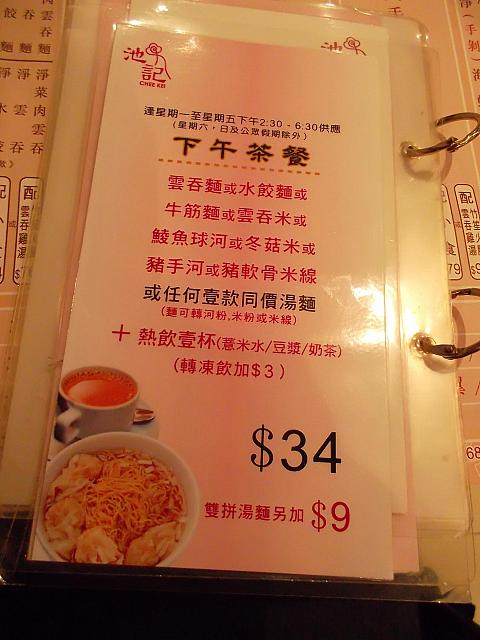 池記
CHEE KEI
逢星期一至星期五下午2:30 - 6:30供應
(星期六，日及公眾假期除外)
下午茶餐
雲吞麵或水餃麵或
牛筋麵或雲吞米或
鯪魚球河或冬菇米或
豬手河或豬軟骨米線
或任何壹款同價湯麵
(麵可轉河粉,米粉或米線)
+ 熱飲壹杯(薏米水/豆漿/奶茶)
(轉凍飲加$3)
$34
雙拼湯麵另加 $9